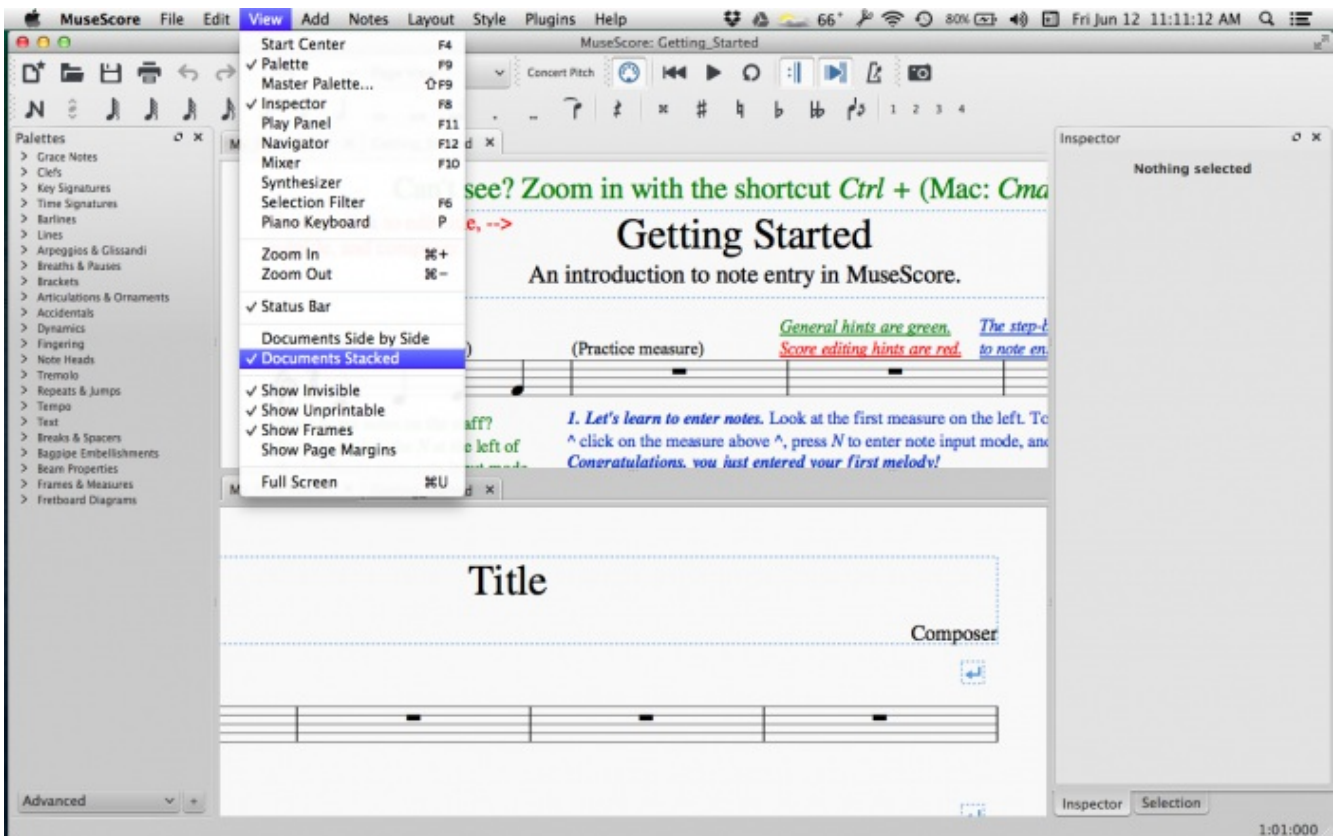 MuseScore File Edit View Add Notes Layout Style Plugins Help 66° 80% Fri Jun 12 11:11:12 AM
MuseScore: Getting_Started
Concert Pitch
1 2 3 4
Start Center F4
✓ Palette F9
Master Palette... ⇧F9
✓ Inspector F8
Play Panel F11
Navigator F12
Mixer F10
Synthesizer
Selection Filter F6
Piano Keyboard P
Zoom In ⌘+
Zoom Out ⌘−
✓ Status Bar
Documents Side by Side
✓ Documents Stacked
✓ Show Invisible
✓ Show Unprintable
✓ Show Frames
Show Page Margins
Full Screen ⌘U
Palettes
> Grace Notes
> Clefs
> Key Signatures
> Time Signatures
> Barlines
> Lines
> Arpeggios & Glissandi
> Breaths & Pauses
> Brackets
> Articulations & Ornaments
> Accidentals
> Dynamics
> Fingering
> Note Heads
> Tremolo
> Repeats & Jumps
> Tempo
> Text
> Breaks & Spacers
> Bagpipe Embellishments
> Beam Properties
> Frames & Measures
> Fretboard Diagrams
Advanced
see? Zoom in with the shortcut Ctrl + (Mac: Cmd
-->
Getting Started
An introduction to note entry in MuseScore.
General hints are green. The step-b
(Practice measure) Score editing hints are red. to note en
aff? 1. Let's learn to enter notes. Look at the first measure on the left. To
left of ^ click on the measure above ^, press N to enter note input mode, and
Congratulations, you just entered your first melody!
Title
Composer
Inspector
Nothing selected
Inspector Selection
1:01:000